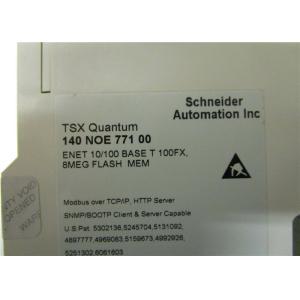 Schneider
Automation Inc
TSX Quantum
140 NOE 771 00
ENET 10/100 BASE T 100FX,
8MEG FLASH MEM
Modbus over TCP/IP, HTTP Server
SNMP/BOOTP Client & Server Capable
U.S Pat. 5302136,5245704,5131092,
4897777,4969083,5159673,4992926,
5251302,6061603
OPENED